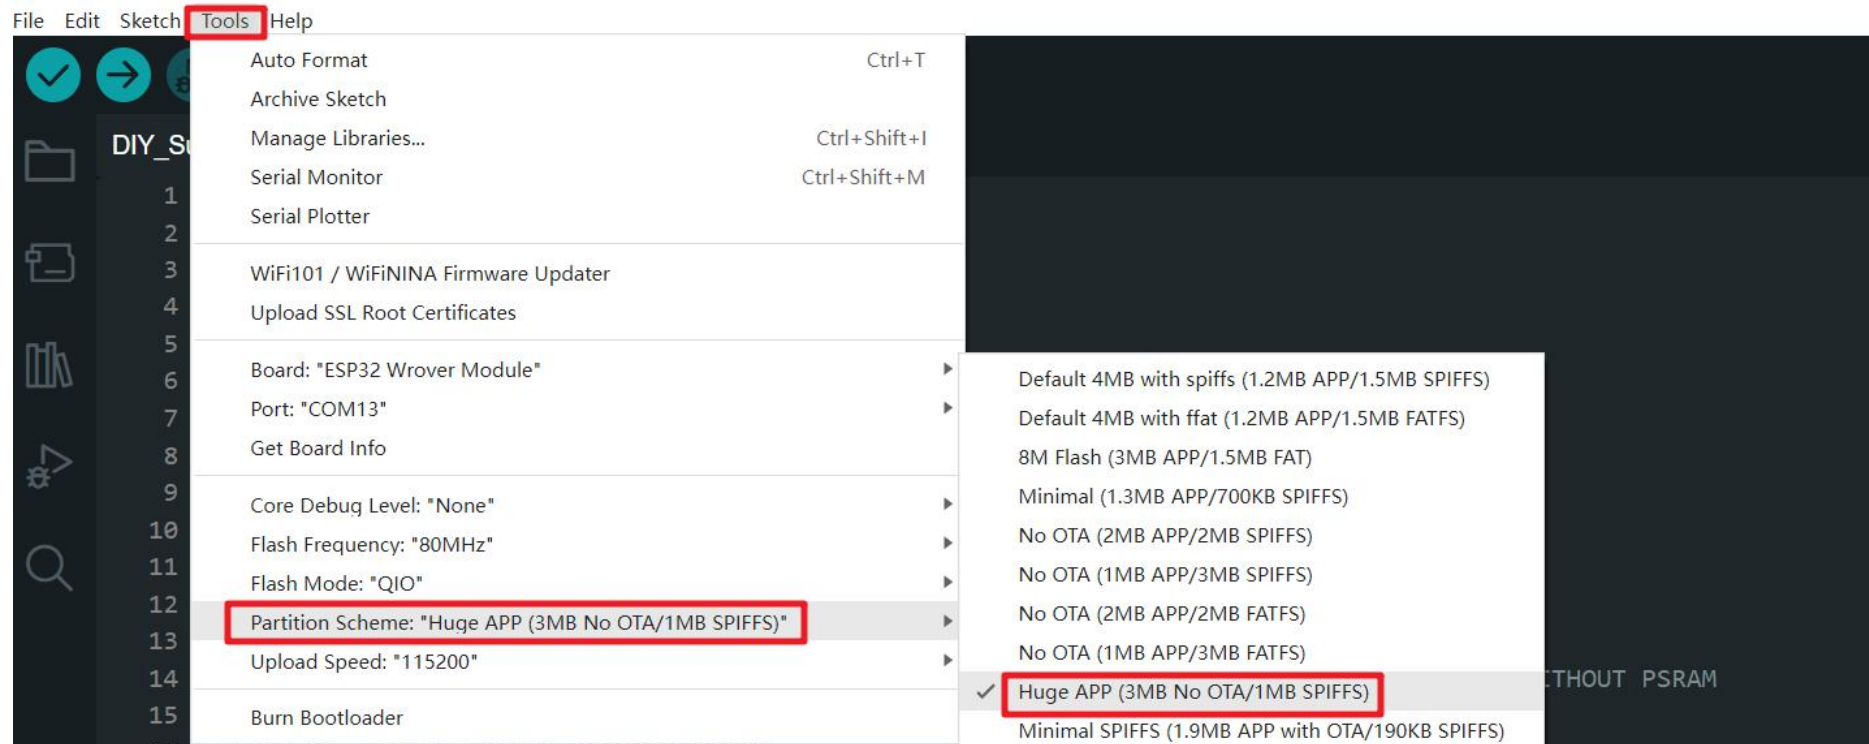 File Edit Sketch Tools Help
Auto Format Ctrl+T
Archive Sketch
Manage Libraries... Ctrl+Shift+I
Serial Monitor Ctrl+Shift+M
Serial Plotter
WiFi101 / WiFiNINA Firmware Updater
Upload SSL Root Certificates
Board: "ESP32 Wrover Module"
Port: "COM13"
Get Board Info
Core Debug Level: "None"
Flash Frequency: "80MHz"
Flash Mode: "QIO"
Partition Scheme: "Huge APP (3MB No OTA/1MB SPIFFS)"
Upload Speed: "115200"
Burn Bootloader
Default 4MB with spiffs (1.2MB APP/1.5MB SPIFFS)
Default 4MB with ffat (1.2MB APP/1.5MB FATFS)
8M Flash (3MB APP/1.5MB FAT)
Minimal (1.3MB APP/700KB SPIFFS)
No OTA (2MB APP/2MB SPIFFS)
No OTA (1MB APP/3MB SPIFFS)
No OTA (2MB APP/2MB FATFS)
No OTA (1MB APP/3MB FATFS)
Huge APP (3MB No OTA/1MB SPIFFS)
Minimal SPIFFS (1.9MB APP with OTA/190KB SPIFFS)
DIY_Su
1
2
3
4
5
6
7
8
9
10
11
12
13
14 ITHOUT PSRAM
15